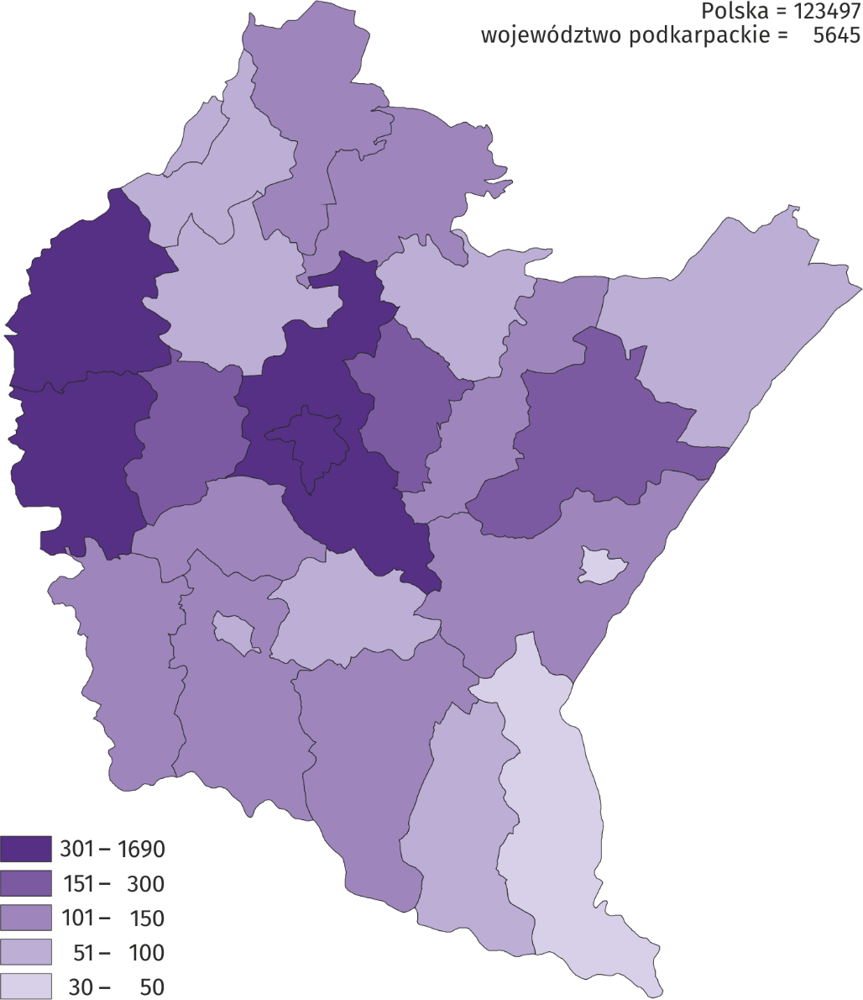 Polska = 123497
województwo podkarpackie = 5645
301 – 1690
151 – 300
101 – 150
51 – 100
30 – 50